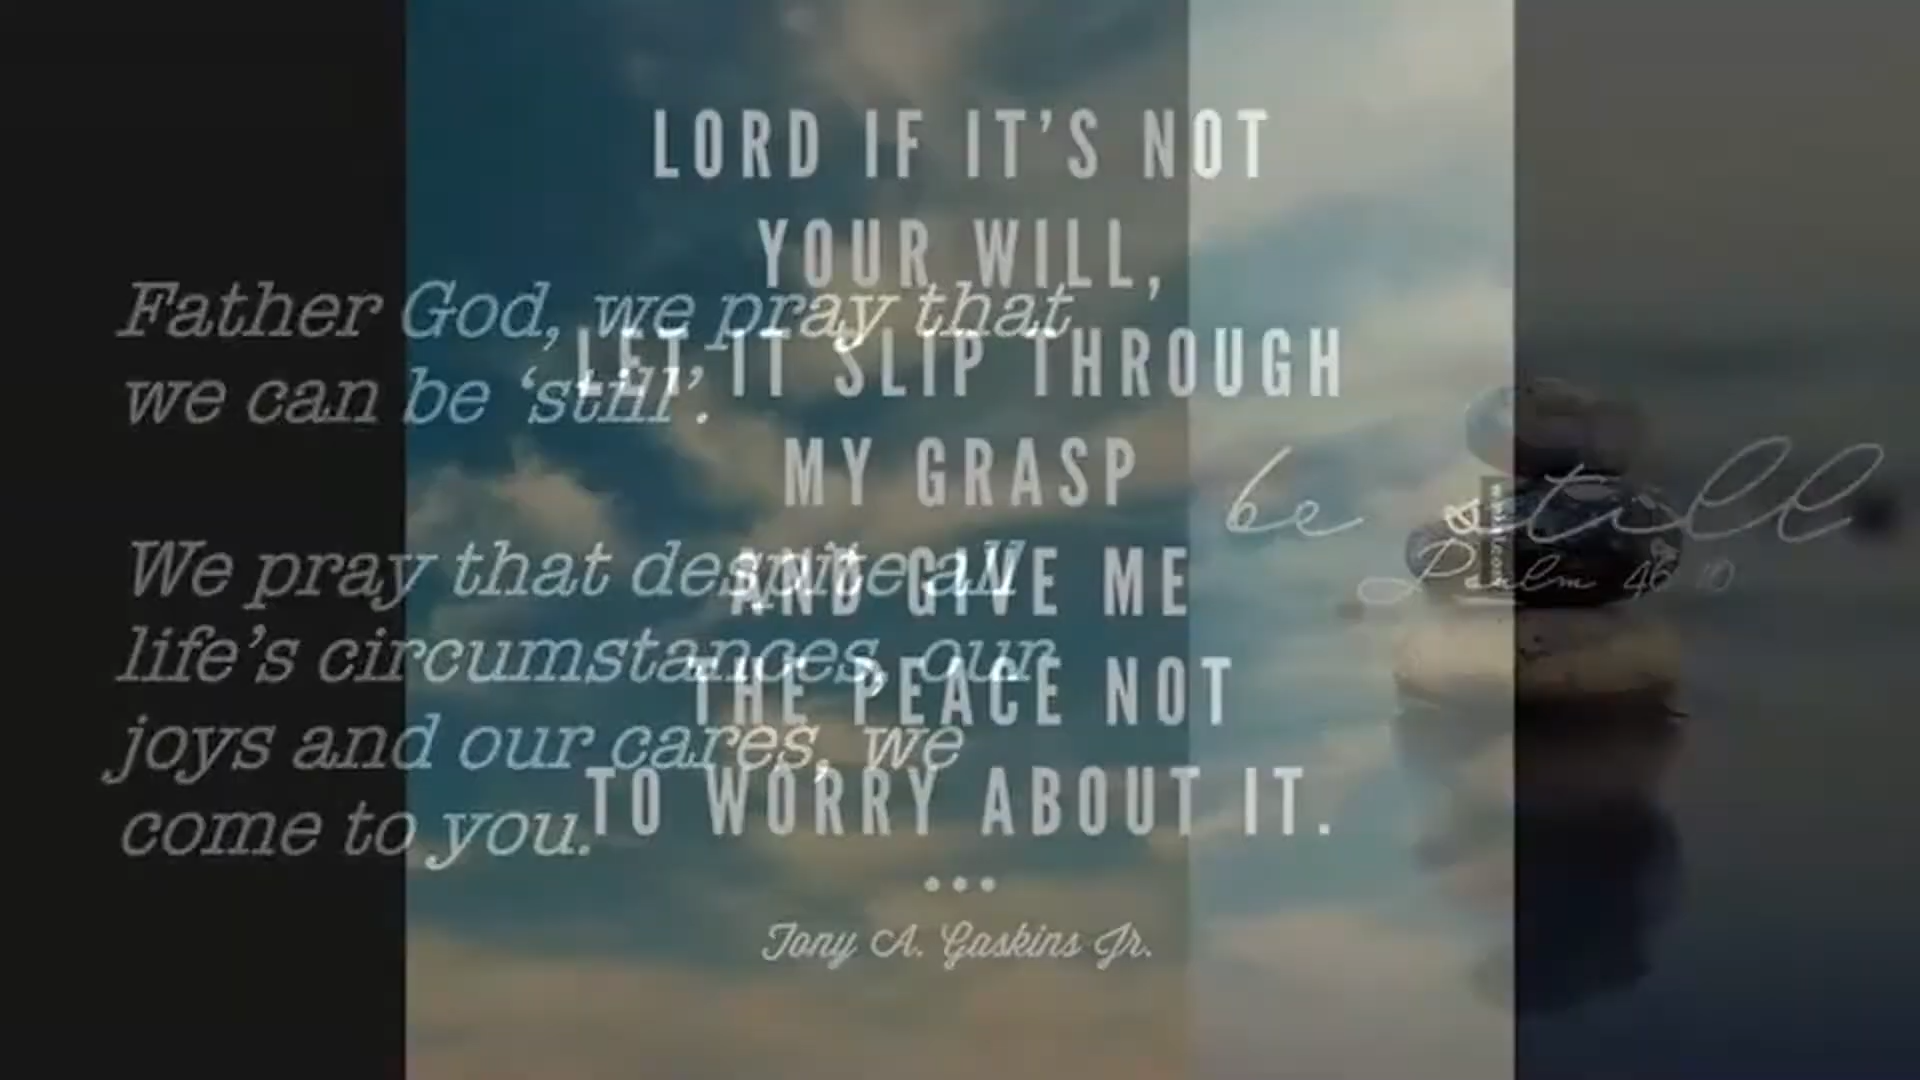 LORD IF IT'S NOT
YOUR WILL,
LET IT SLIP THROUGH
MY GRASP
AND GIVE ME
THE PEACE NOT
TO WORRY ABOUT IT.
Tony A. Gaskins Jr.
Father God, we pray that
we can be ‘still’.
We pray that despite all
life’s circumstances, our
joys and our cares, we
come to you.
be still
Psalm 46 10